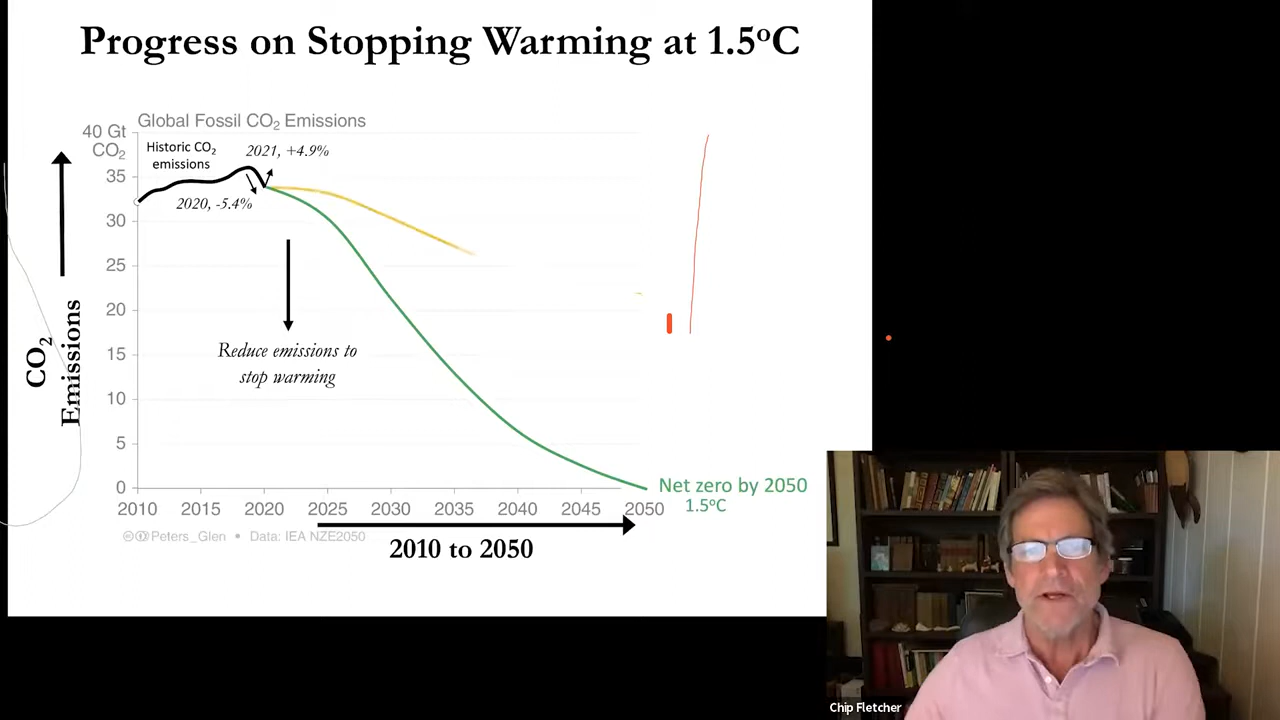 Progress on Stopping Warming at 1.5ºC
Global Fossil CO₂ Emissions
40 Gt
CO₂
35
30
25
20
15
10
5
0
Historic CO₂
emissions
2021, +4.9%
2020, -5.4%
Reduce emissions to
stop warming
CO₂
Emissions
Net zero by 2050
1.5ºC
2010 2015 2020 2025 2030 2035 2040 2045 2050
Peters_Glen • Data: IEA NZE2050
2010 to 2050
Chip Fletcher